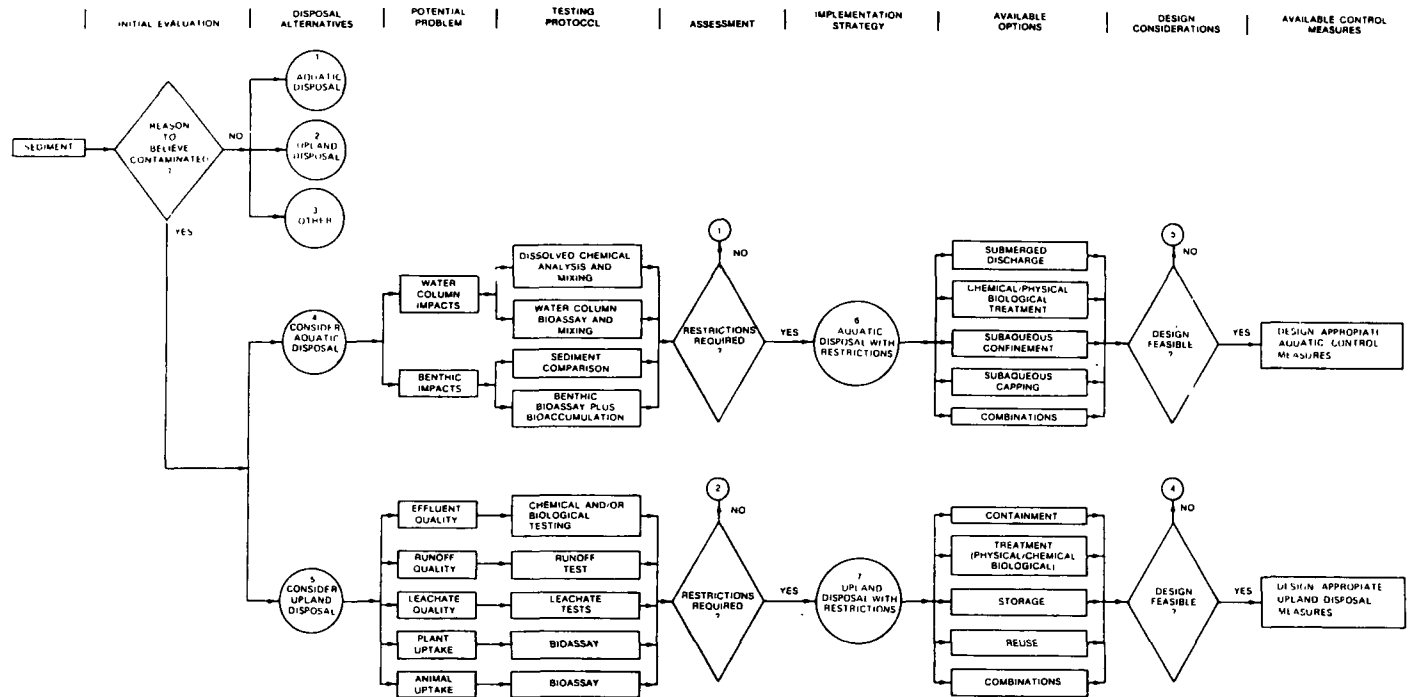 INITIAL EVALUATION
DISPOSAL
ALTERNATIVES
POTENTIAL
PROBLEM
TESTING
PROTOCCL
ASSESSMENT
IMPLEMENTATION
STRATEGY
AVAILABLE
OPTIONS
DESIGN
CONSIDERATIONS
AVAILABLE CONTROL
MEASURES
SEDIMENT
REASON
TO
BELIEVE
CONTAMINATED
?
NO
YES
1
AQUATIC
DISPOSAL
2
UPLAND
DISPOSAL
3
OTHER
4
CONSIDER
AQUATIC
DISPOSAL
WATER
COLUMN
IMPACTS
BENTHIC
IMPACTS
DISSOLVED CHEMICAL
ANALYSIS AND
MIXING
WATER COLUMN
BIOASSAY AND
MIXING
SEDIMENT
COMPARISON
BENTHIC
BIOASSAY PLUS
BIOACCUMULATION
1
NO
RESTRICTIONS
REQUIRED
?
YES
6
AQUATIC
DISPOSAL WITH
RESTRICTIONS
SUBMERGED
DISCHARGE
CHEMICAL/PHYSICAL
BIOLOGICAL
TREATMENT
SUBAQUEOUS
CONFINEMENT
SUBAQUEOUS
CAPPING
COMBINATIONS
5
NO
DESIGN
FEASIBLE
?
YES
DESIGN APPROPIATE
AQUATIC CONTROL
MEASURES
5
CONSIDER
UPLAND
DISPOSAL
EFFLUENT
QUALITY
RUNOFF
QUALITY
LEACHATE
QUALITY
PLANT
UPTAKE
ANIMAL
UPTAKE
CHEMICAL AND/OR
BIOLOGICAL
TESTING
RUNOFF
TEST
LEACHATE
TESTS
BIOASSAY
BIOASSAY
2
NO
RESTRICTIONS
REQUIRED
?
YES
7
UPLAND
DISPOSAL WITH
RESTRICTIONS
CONTAINMENT
TREATMENT
(PHYSICAL/CHEMICAL
BIOLOGICAL)
STORAGE
REUSE
COMBINATIONS
4
NO
DESIGN
FEASIBLE
?
YES
DESIGN APPROPIATE
UPLAND DISPOSAL
MEASURES